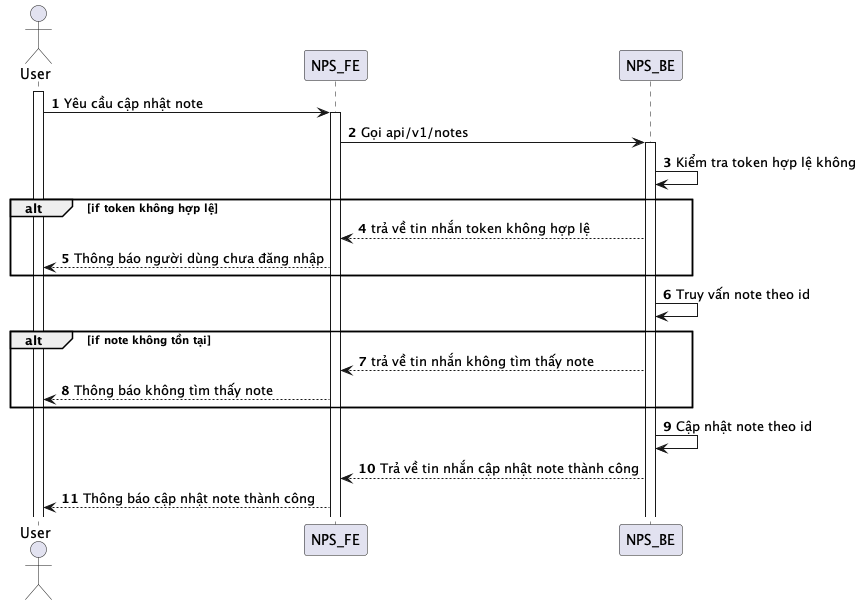 User
NPS_FE
NPS_BE
1 Yêu cầu cập nhật note
2 Gọi api/v1/notes
3 Kiểm tra token hợp lệ không
alt [if token không hợp lệ]
4 trả về tin nhắn token không hợp lệ
5 Thông báo người dùng chưa đăng nhập
6 Truy vấn note theo id
alt [if note không tồn tại]
7 trả về tin nhắn không tìm thấy note
8 Thông báo không tìm thấy note
9 Cập nhật note theo id
10 Trả về tin nhắn cập nhật note thành công
11 Thông báo cập nhật note thành công
User
NPS_FE
NPS_BE